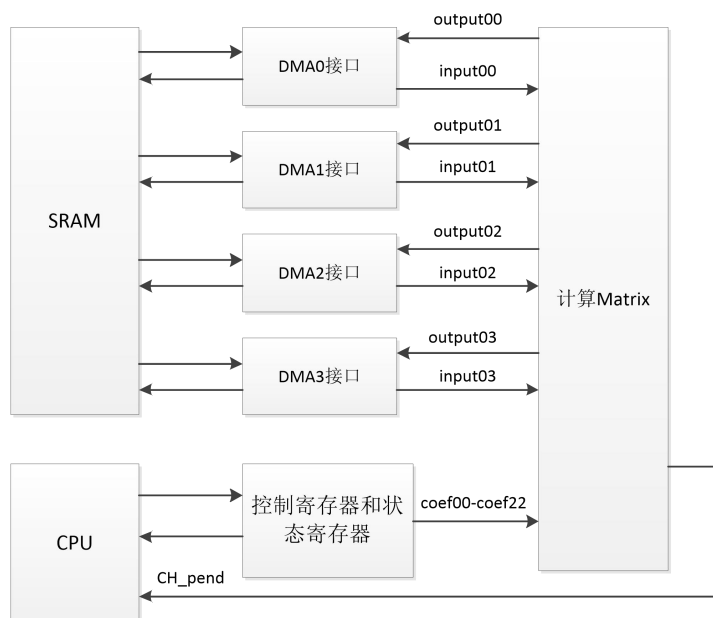 output00
DMA0接口
input00
output01
DMA1接口
input01
SRAM
output02
DMA2接口
input02
计算Matrix
output03
DMA3接口
input03
控制寄存器和状
态寄存器
coef00-coef22
CPU
CH_pend